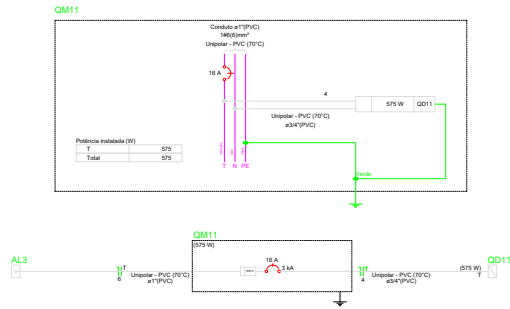 QM11
Conduto ø1"(PVC)
1#6(6)mm²
Unipolar - PVC (70°C)
16 A
4
575 W QD11
Unipolar - PVC (70°C)
ø3/4"(PVC)
Potência instalada (W)
T 575
Total 575
T N PE
Verde
QM11
(575 W)
AL3
16 A
3 kA
QD11
T
6
Unipolar - PVC (70°C)
ø1"(PVC)
T
4
Unipolar - PVC (70°C)
ø3/4"(PVC)
(575 W)
T